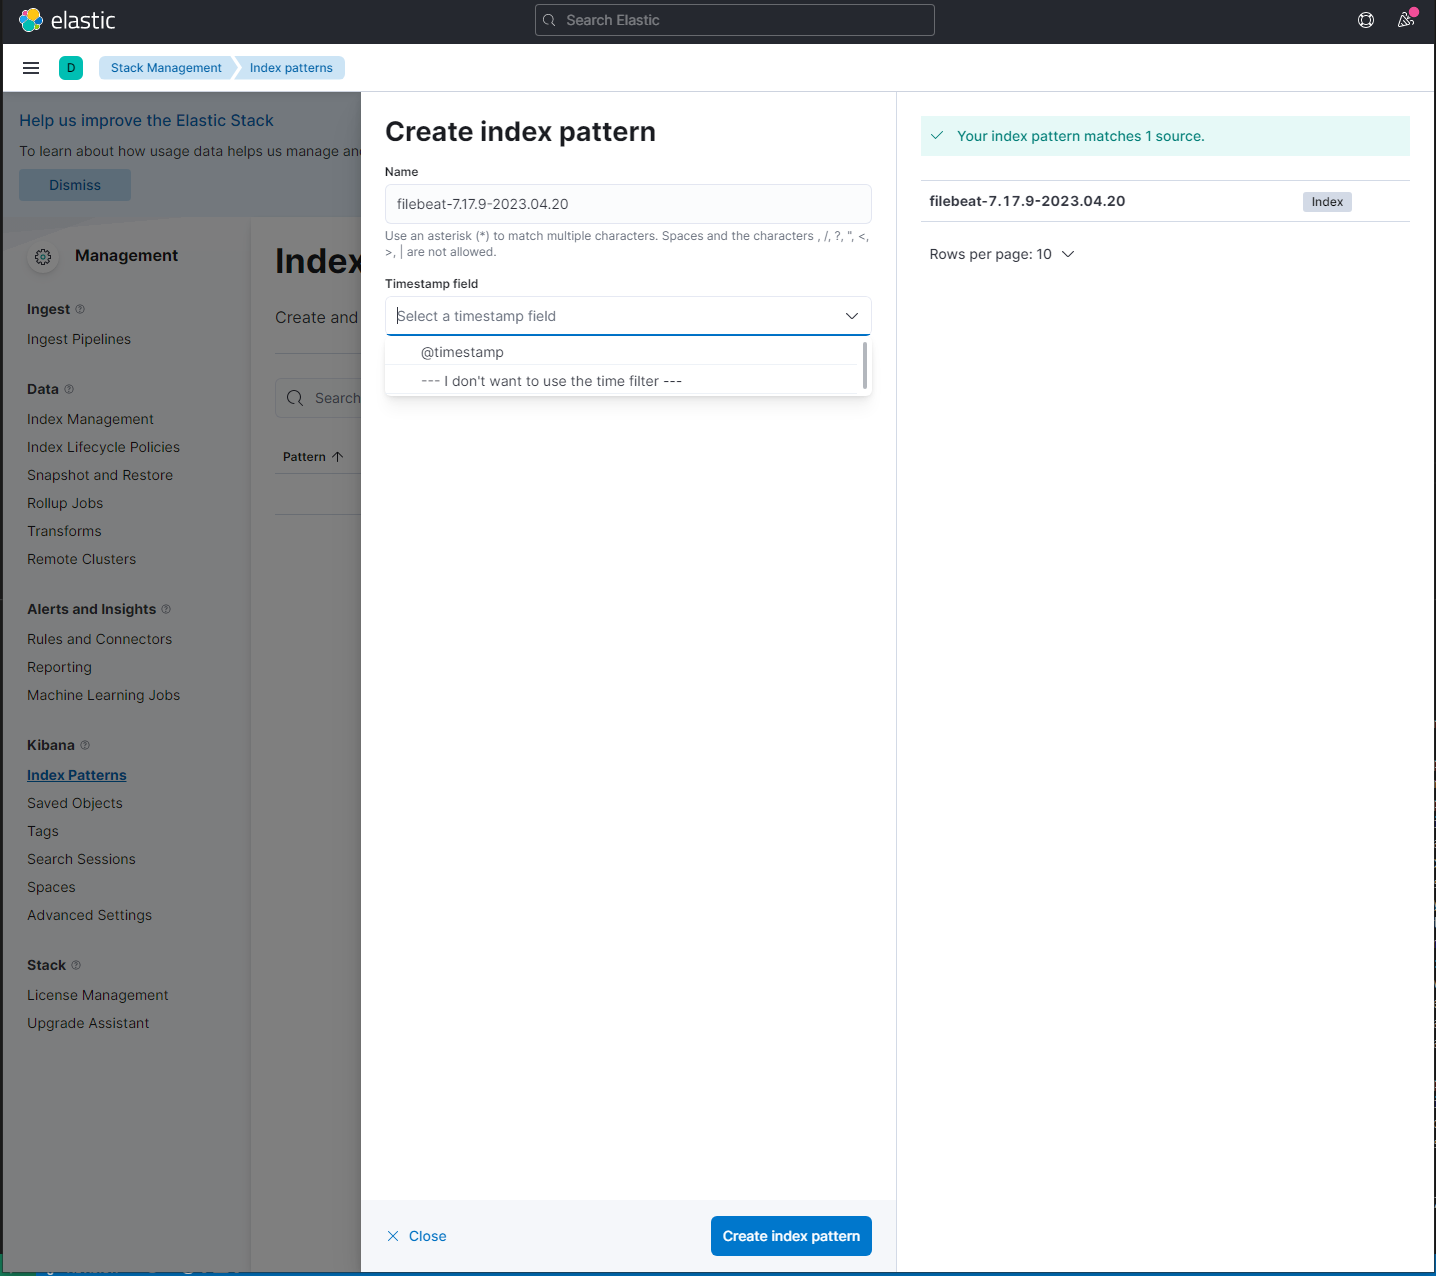 elastic
Search Elastic
D
Stack Management
Index patterns
Help us improve the Elastic Stack
To learn about how usage data helps us manage an
Dismiss
Management
Ingest
Ingest Pipelines
Data
Index Management
Index Lifecycle Policies
Snapshot and Restore
Rollup Jobs
Transforms
Remote Clusters
Alerts and Insights
Rules and Connectors
Reporting
Machine Learning Jobs
Kibana
Index Patterns
Saved Objects
Tags
Search Sessions
Spaces
Advanced Settings
Stack
License Management
Upgrade Assistant
Index
Create and
Search
Pattern
Create index pattern
Name
filebeat-7.17.9-2023.04.20
Use an asterisk (*) to match multiple characters. Spaces and the characters , /, ?, ", <,
>, | are not allowed.
Timestamp field
Select a timestamp field
@timestamp
--- I don't want to use the time filter ---
Close
Create index pattern
Your index pattern matches 1 source.
filebeat-7.17.9-2023.04.20
Index
Rows per page: 10